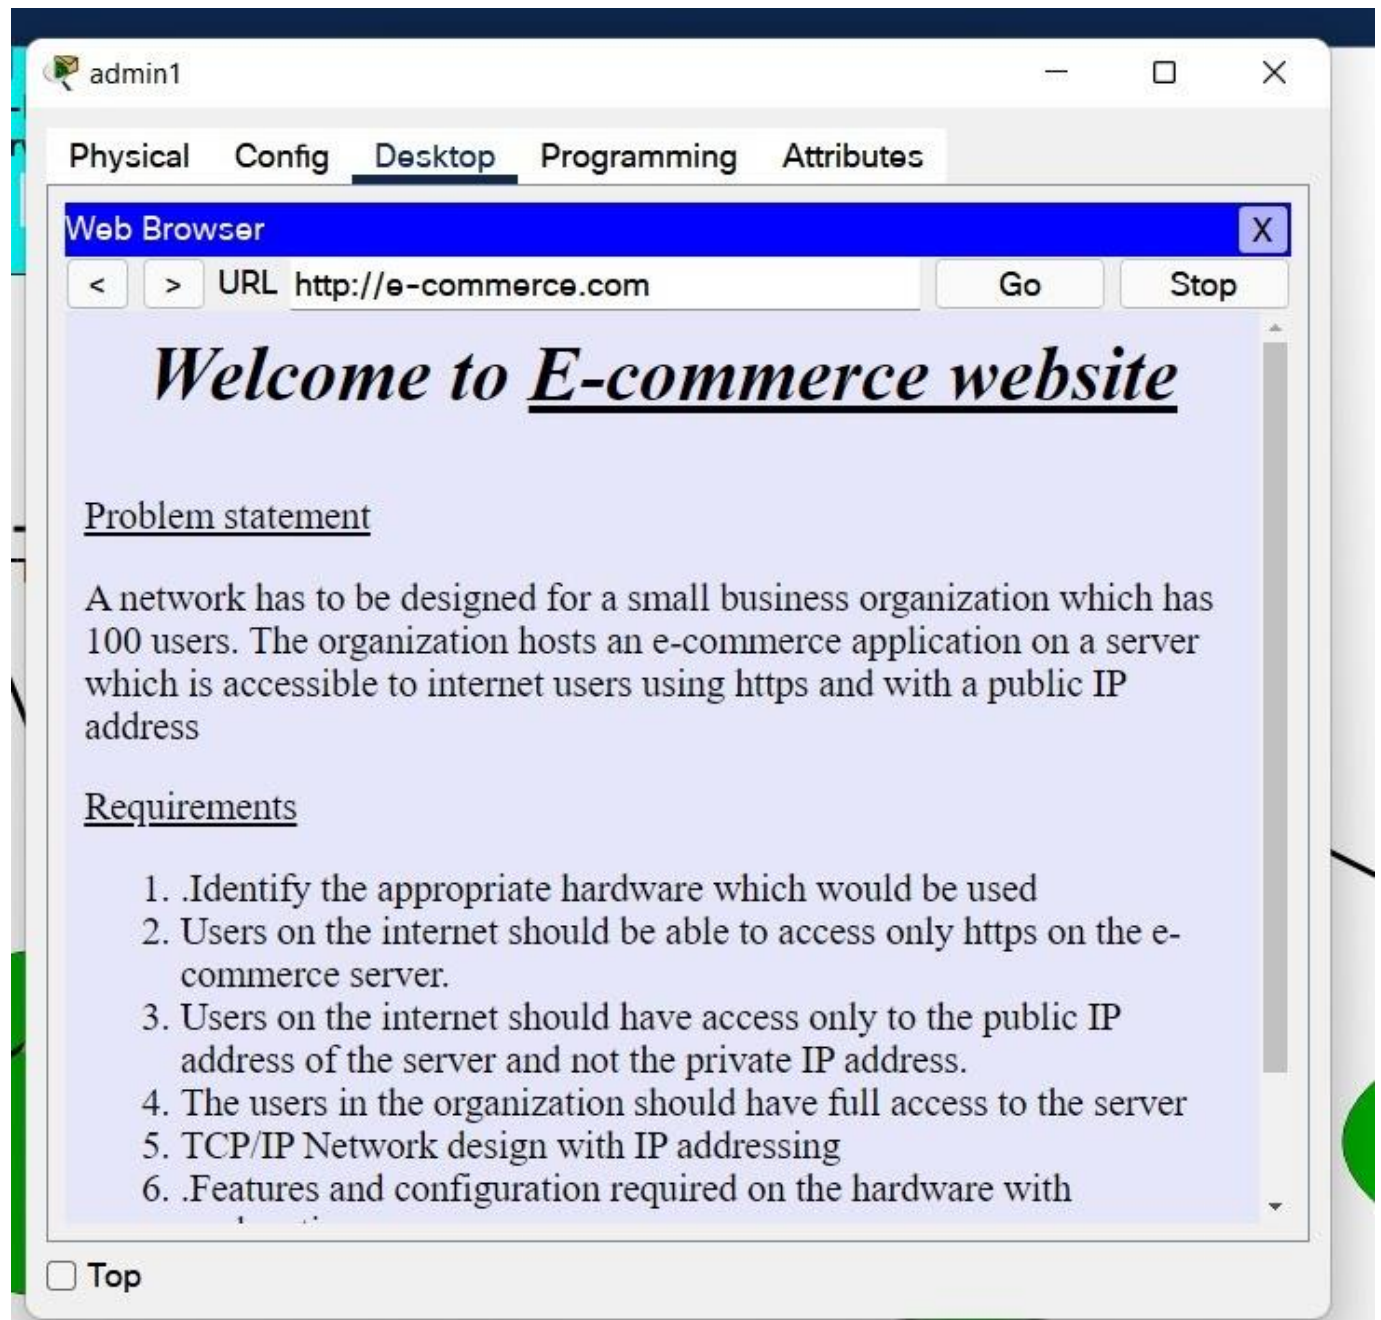 admin1
Physical Config Desktop Programming Attributes
Web Browser X
< > URL http://e-commerce.com Go Stop
Welcome to E-commerce website
Problem statement
A network has to be designed for a small business organization which has
100 users. The organization hosts an e-commerce application on a server
which is accessible to internet users using https and with a public IP
address
Requirements
1. .Identify the appropriate hardware which would be used
2. Users on the internet should be able to access only https on the e-
commerce server.
3. Users on the internet should have access only to the public IP
address of the server and not the private IP address.
4. The users in the organization should have full access to the server
5. TCP/IP Network design with IP addressing
6. .Features and configuration required on the hardware with
Top